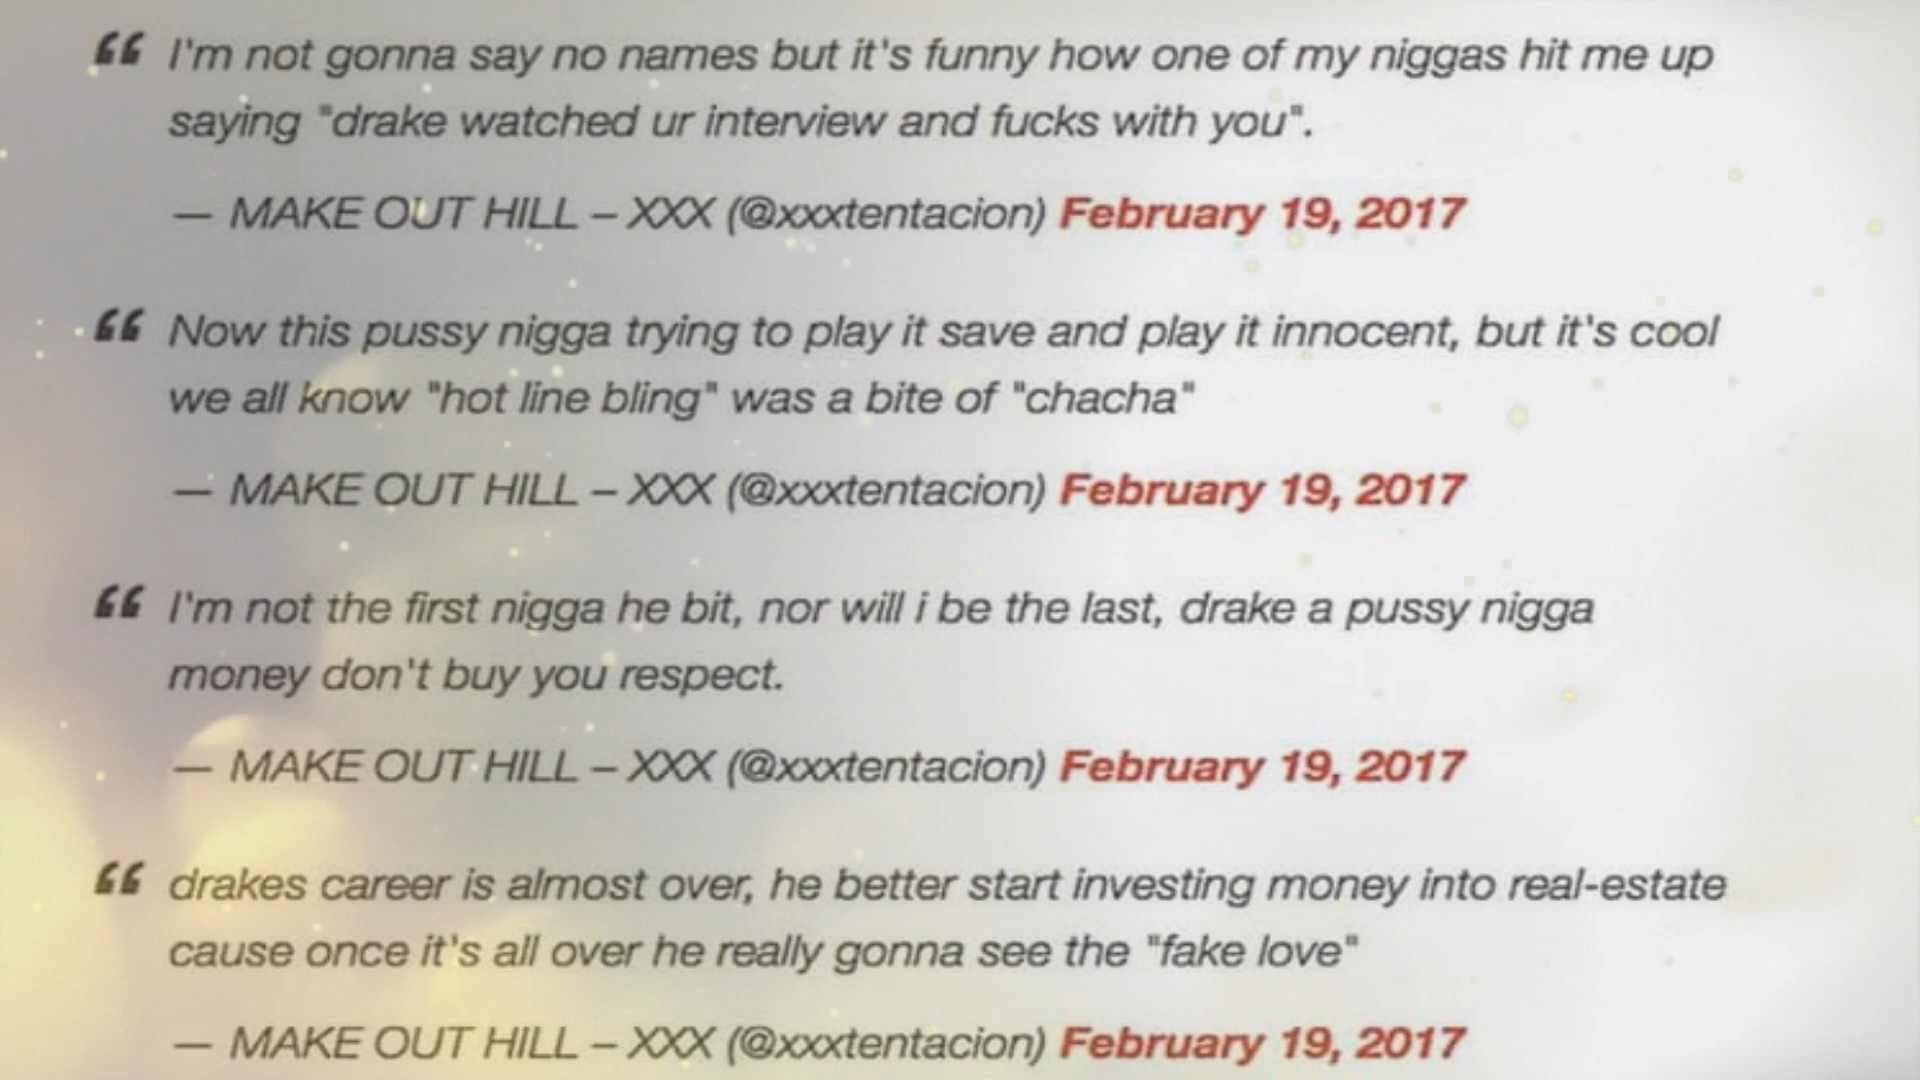 “ I'm not gonna say no names but it's funny how one of my niggas hit me up
saying "drake watched ur interview and fucks with you".
— MAKE OUT HILL – XXX (@xxxtentacion) February 19, 2017
“ Now this pussy nigga trying to play it save and play it innocent, but it's cool
we all know "hot line bling" was a bite of "chacha"
— MAKE OUT HILL – XXX (@xxxtentacion) February 19, 2017
“ I'm not the first nigga he bit, nor will i be the last, drake a pussy nigga
money don't buy you respect.
— MAKE OUT HILL – XXX (@xxxtentacion) February 19, 2017
“ drakes career is almost over, he better start investing money into real-estate
cause once it's all over he really gonna see the "fake love"
— MAKE OUT HILL – XXX (@xxxtentacion) February 19, 2017